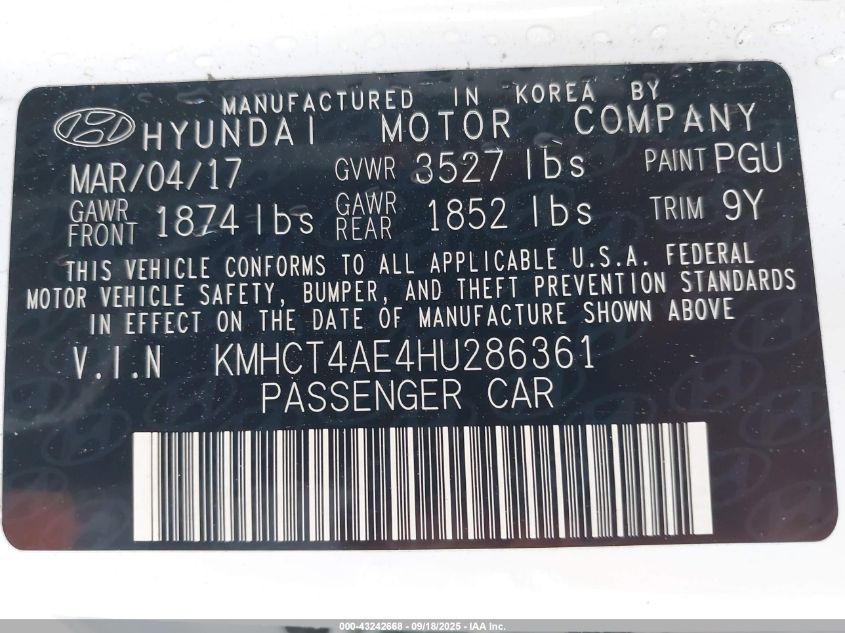 MANUFACTURED IN KOREA BY
HYUNDAI MOTOR COMPANY
MAR/04/17 GVWR 3527 lbs PAINT PGU
GAWR FRONT 1874 lbs GAWR REAR 1852 lbs TRIM 9Y
THIS VEHICLE CONFORMS TO ALL APPLICABLE U.S.A. FEDERAL
MOTOR VEHICLE SAFETY, BUMPER, AND THEFT PREVENTION STANDARDS
IN EFFECT ON THE DATE OF MANUFACTURE SHOWN ABOVE
V.I.N KMHCT4AE4HU286361
PASSENGER CAR
000-43242668 - 09/18/2025 - IAA Inc.